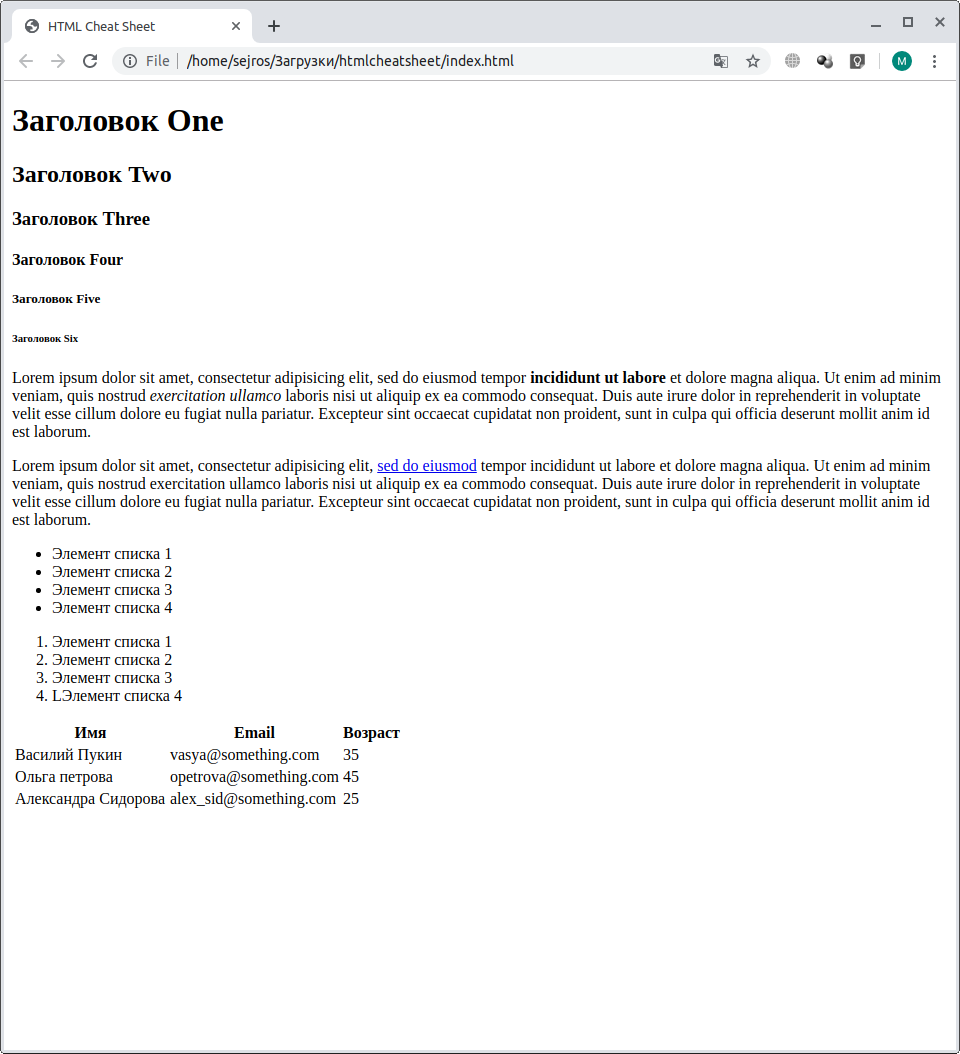 HTML Cheat Sheet
File
/home/sejros/Загрузки/htmlcheatsheet/index.html
M
Заголовок One
Заголовок Two
Заголовок Three
Заголовок Four
Заголовок Five
Заголовок Six
Lorem ipsum dolor sit amet, consectetur adipisicing elit, sed do eiusmod tempor incididunt ut labore et dolore magna aliqua. Ut enim ad minim
veniam, quis nostrud exercitation ullamco laboris nisi ut aliquip ex ea commodo consequat. Duis aute irure dolor in reprehenderit in voluptate
velit esse cillum dolore eu fugiat nulla pariatur. Excepteur sint occaecat cupidatat non proident, sunt in culpa qui officia deserunt mollit anim id
est laborum.
Lorem ipsum dolor sit amet, consectetur adipisicing elit, sed do eiusmod tempor incididunt ut labore et dolore magna aliqua. Ut enim ad minim
veniam, quis nostrud exercitation ullamco laboris nisi ut aliquip ex ea commodo consequat. Duis aute irure dolor in reprehenderit in voluptate
velit esse cillum dolore eu fugiat nulla pariatur. Excepteur sint occaecat cupidatat non proident, sunt in culpa qui officia deserunt mollit anim id
est laborum.
• Элемент списка 1
• Элемент списка 2
• Элемент списка 3
• Элемент списка 4
1. Элемент списка 1
2. Элемент списка 2
3. Элемент списка 3
4. LЭлемент списка 4
Имя Email Возраст
Василий Пукин vasya@something.com 35
Ольга петрова opetrova@something.com 45
Александра Сидорова alex_sid@something.com 25